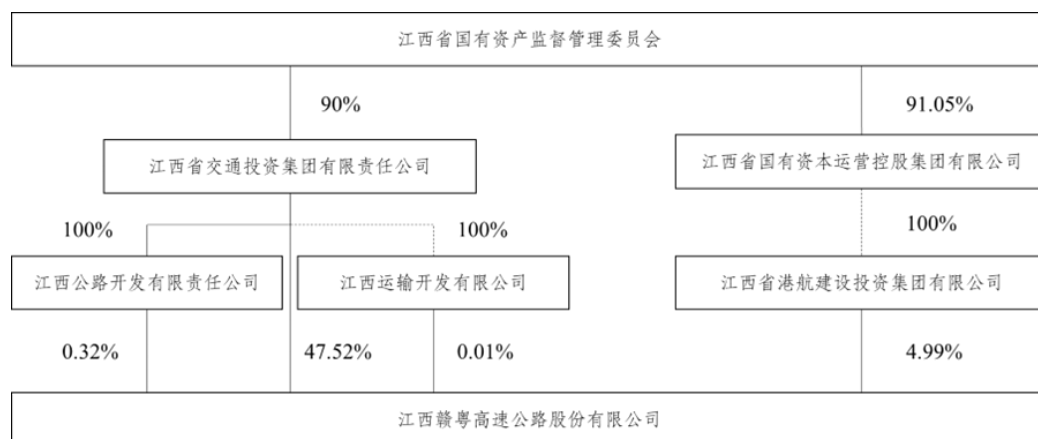 江西省国有资产监督管理委员会
90%
91.05%
江西省交通投资集团有限责任公司
江西省国有资本运营控股集团有限公司
100%
100%
100%
江西公路开发有限责任公司
江西运输开发有限公司
江西省港航建设投资集团有限公司
0.32%
47.52%
0.01%
4.99%
江西赣粤高速公路股份有限公司